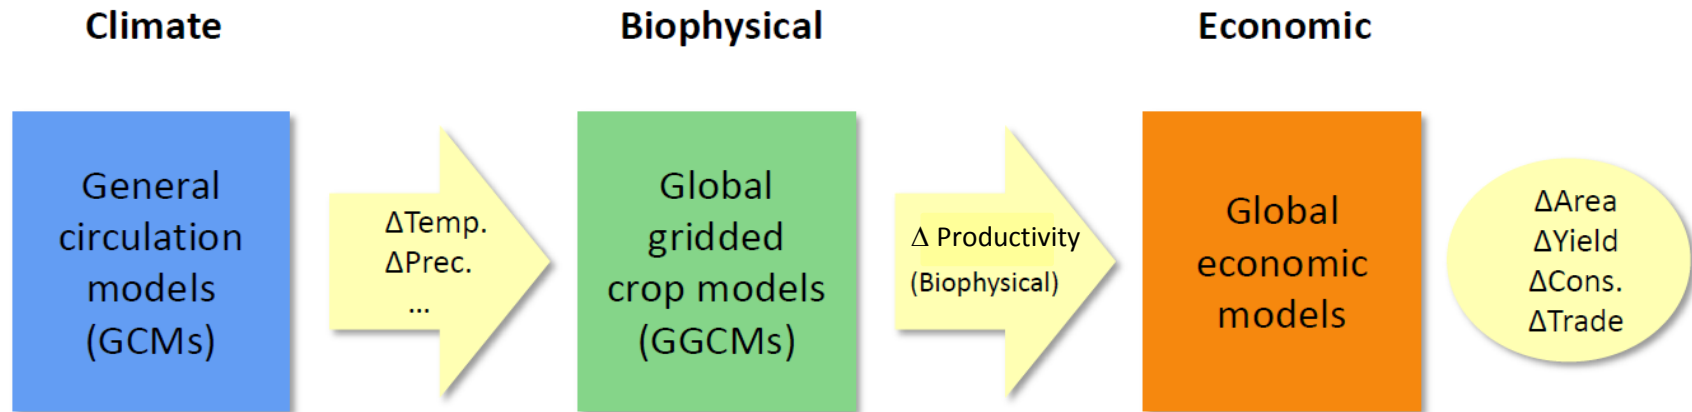 Climate
Biophysical
Economic
General
circulation
models
(GCMs)
ΔTemp.
ΔPrec.
...
Global
gridded
crop models
(GGCMs)
Δ Productivity
(Biophysical)
Global
economic
models
ΔArea
ΔYield
ΔCons.
ΔTrade